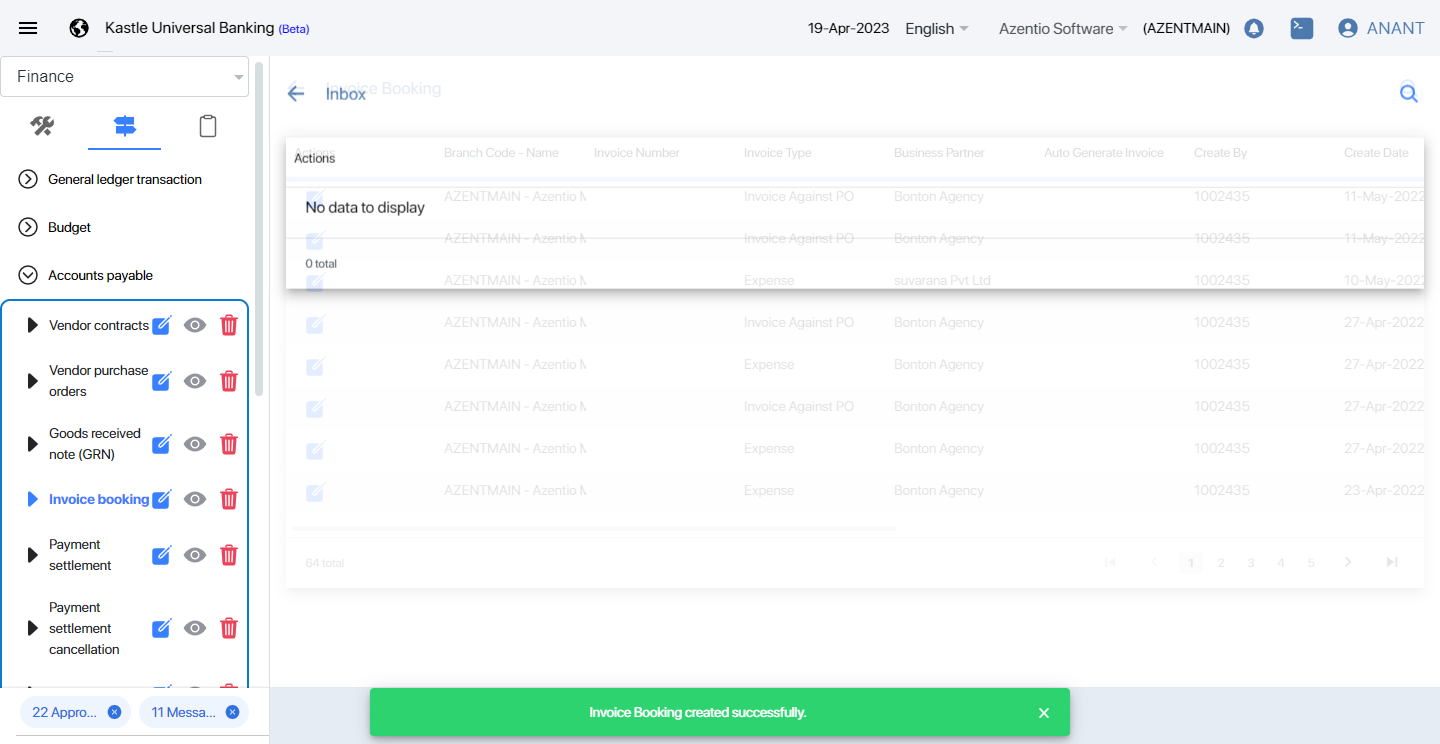 Kastle Universal Banking (Beta)
19-Apr-2023
English
Azentio Software
(AZENTMAIN)
ANANT
Finance
General ledger transaction
Budget
Accounts payable
Vendor contracts
Vendor purchase
orders
Goods received
note (GRN)
Invoice booking
Payment
settlement
Payment
settlement
cancellation
22 Appro...
11 Messa...
Invoice Booking
Inbox
Actions Branch Code - Name Invoice Number Invoice Type Business Partner Auto Generate Invoice Create By Create Date
Actions
AZENTMAIN - Azentio M Invoice Against PO Bonton Agency 1002435 11-May-2022
No data to display
AZENTMAIN - Azentio M Invoice Against PO Bonton Agency 1002435 11-May-2022
0 total
AZENTMAIN - Azentio M Expense suvarana Pvt Ltd 1002435 10-May-2022
AZENTMAIN - Azentio M Invoice Against PO Bonton Agency 1002435 27-Apr-2022
AZENTMAIN - Azentio M Expense Bonton Agency 1002435 27-Apr-2022
AZENTMAIN - Azentio M Invoice Against PO Bonton Agency 1002435 27-Apr-2022
AZENTMAIN - Azentio M Expense Bonton Agency 1002435 27-Apr-2022
AZENTMAIN - Azentio M Expense Bonton Agency 1002435 23-Apr-2022
64 total
1 2 3 4 5
Invoice Booking created successfully.